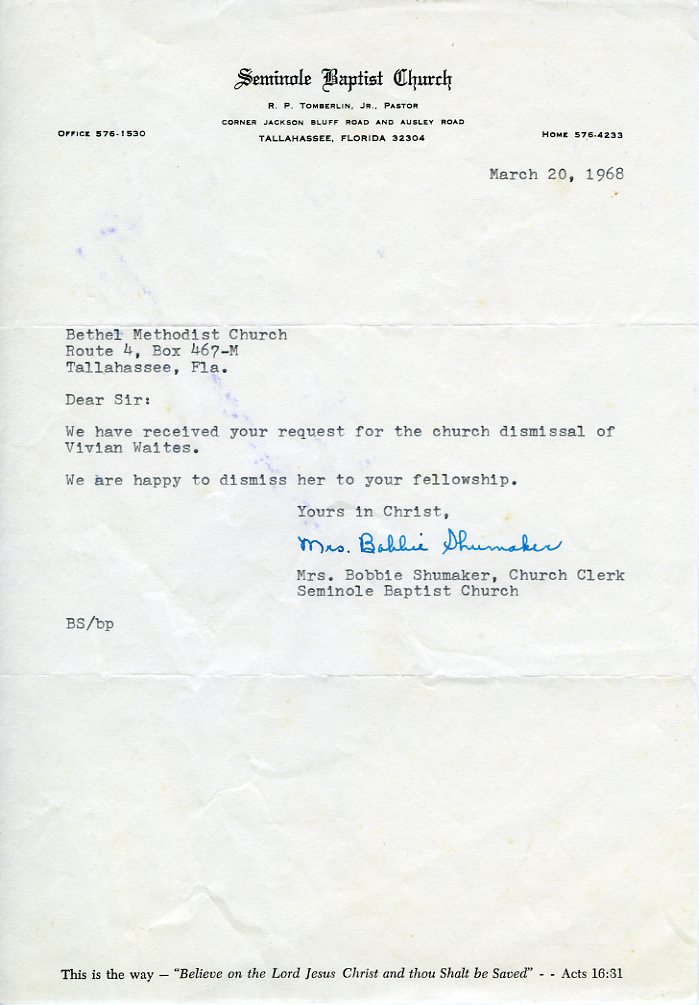 Seminole Baptist Church
R. P. Tomberlin, Jr., Pastor
Corner Jackson Bluff Road and Ausley Road
Office 576-1530
Tallahassee, Florida 32304
Home 576-4233
March 20, 1968
Bethel Methodist Church
Route 4, Box 467-M
Tallahassee, Fla.
Dear Sir:
We have received your request for the church dismissal of
Vivian Waites.
We are happy to dismiss her to your fellowship.
Yours in Christ,
Mrs. Bobbie Shumaker
Mrs. Bobbie Shumaker, Church Clerk
Seminole Baptist Church
BS/bp
This is the way — "Believe on the Lord Jesus Christ and thou Shalt be Saved" - - Acts 16:31